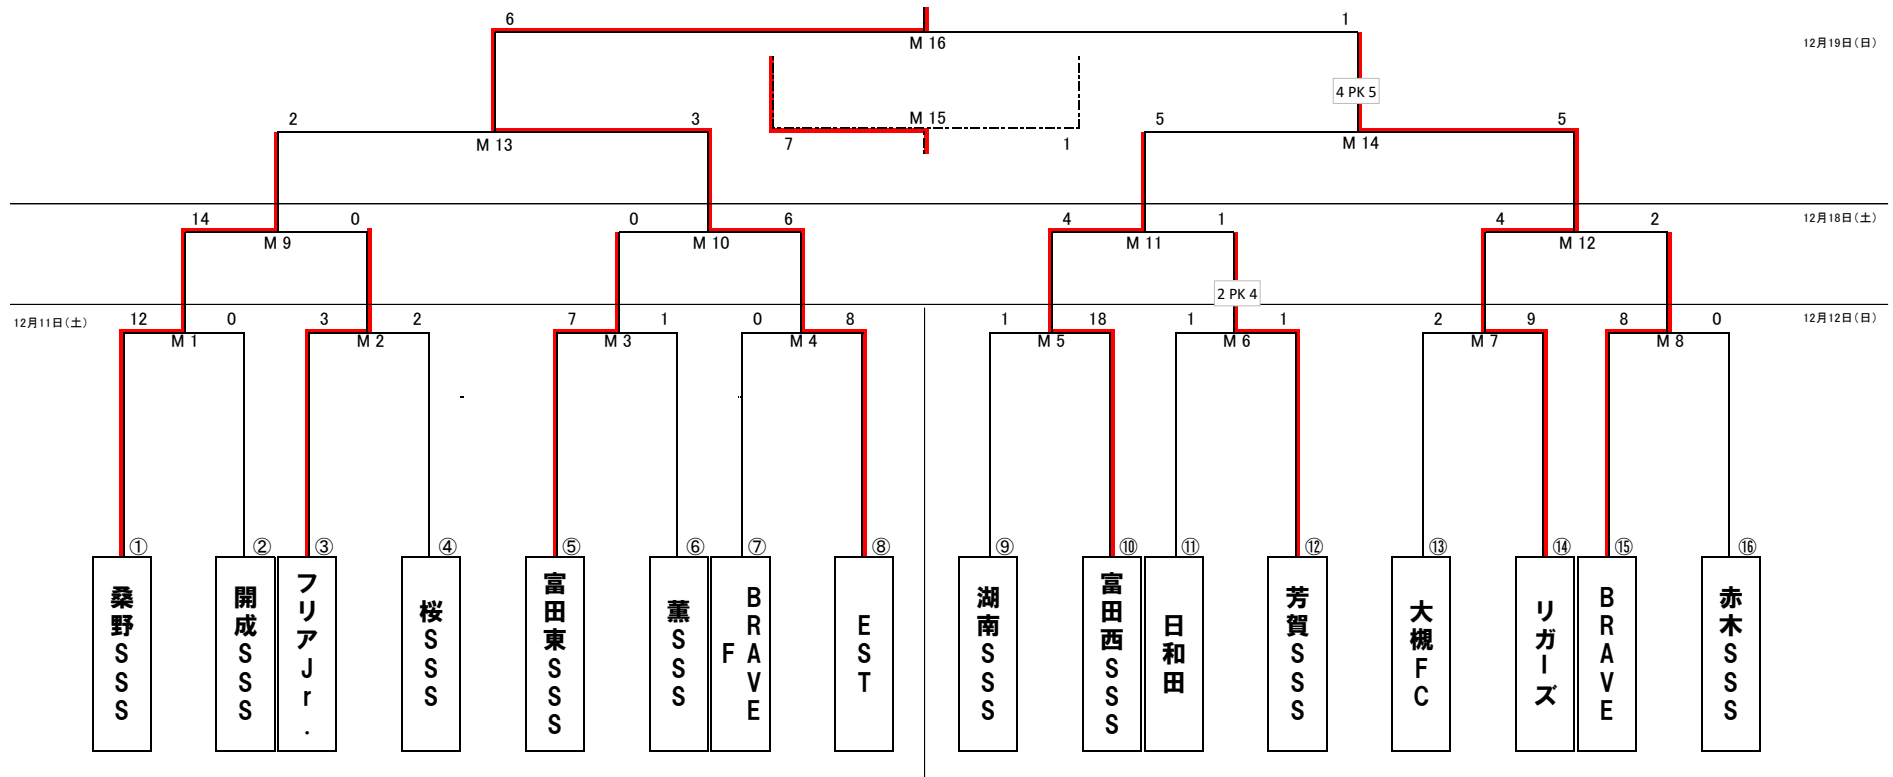 6 1
M 16
12月19日(日)
4 PK 5
2 3 M 15 5 5
M 13 7 1 M 14
14 0 0 6 4 1 4 2
12月18日(土)
M 9 M 10 M 11 M 12
2 PK 4
12月11日(土) 12 0 3 2 7 1 0 8 1 18 1 1 2 9 8 0 12月12日(日)
M 1 M 2 M 3 M 4 M 5 M 6 M 7 M 8
① ② ③ ④ ⑤ ⑥ ⑦ ⑧ ⑨ ⑩ ⑪ ⑫ ⑬ ⑭ ⑮ ⑯
桑野SSS
開成SSS
フリアJr.
桜SSS
富田東SSS
薫SSS
BRAVE
F
EST
湖南SSS
富田西SSS
日和田
芳賀SSS
大槻FC
リガーズ
BRAVE
赤木SSS